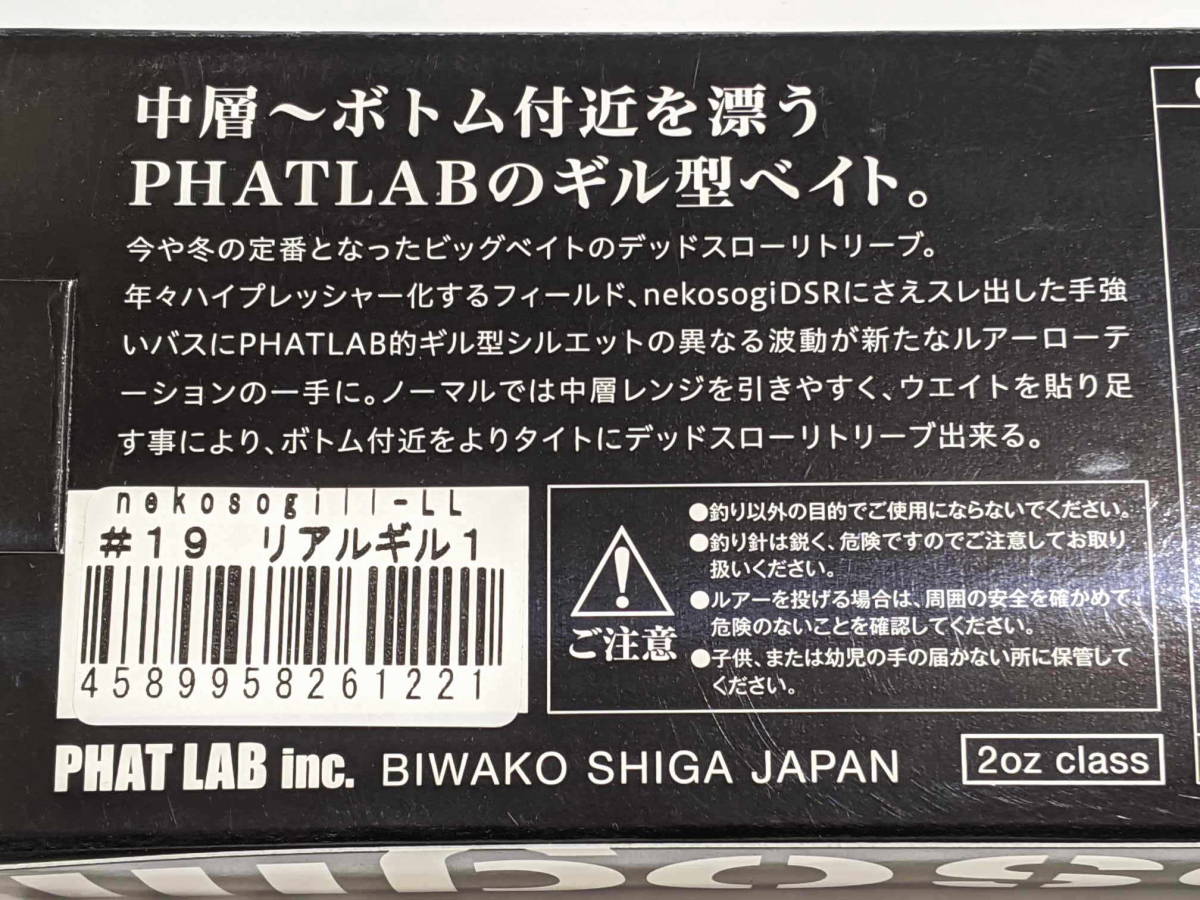 中層～ボトム付近を漂う
PHATLABのギル型ベイト。
今や冬の定番となったビッグベイトのデッドスローリトリーブ。
年々ハイプレッシャー化するフィールド、nekosogiDSRにさえスレ出した手強
いバスにPHATLAB的ギル型シルエットの異なる波動が新たなルアーローテ
ーションの一手に。ノーマルでは中層レンジを引きやすく、ウエイトを貼り足
す事により、ボトム付近をよりタイトにデッドスローリトリーブ出来る。
nekosogill-LL
#19 リアルギル1
4589958261221
ご注意
●釣り以外の目的でご使用にならないでください。
●釣り針は鋭く、危険ですのでご注意してお取り
扱いください。
●ルアーを投げる場合は、周囲の安全を確かめて
危険のないことを確認してください。
●子供、または幼児の手の届かない所に保管して
ください。
PHAT LAB inc. BIWAKO SHIGA JAPAN
2oz class